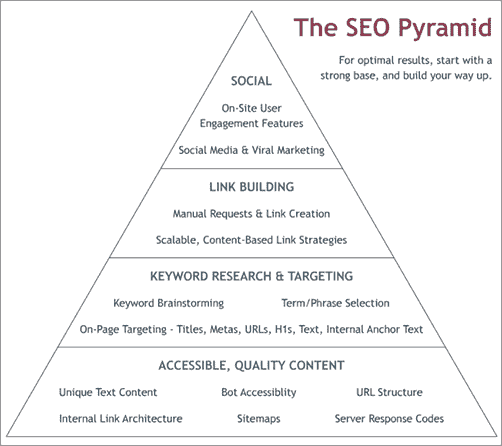 The SEO Pyramid
For optimal results, start with a
strong base, and build your way up.
SOCIAL
On-Site User
Engagement Features
Social Media & Viral Marketing
LINK BUILDING
Manual Requests & Link Creation
Scalable, Content-Based Link Strategies
KEYWORD RESEARCH & TARGETING
Keyword Brainstorming Term/Phrase Selection
On-Page Targeting - Titles, Metas, URLs, H1s, Text, Internal Anchor Text
ACCESSIBLE, QUALITY CONTENT
Unique Text Content Bot Accessiblity URL Structure
Internal Link Architecture Sitemaps Server Response Codes